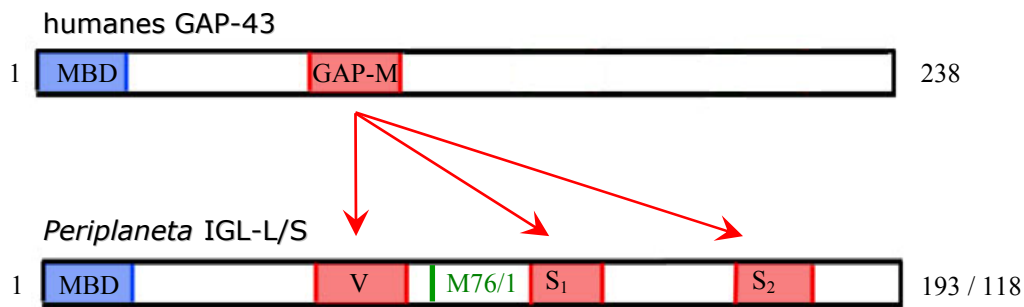 humanes GAP-43
1 MBD GAP-M 238
Periplaneta IGL-L/S
1 MBD V M76/1 S₁ S₂ 193 / 118